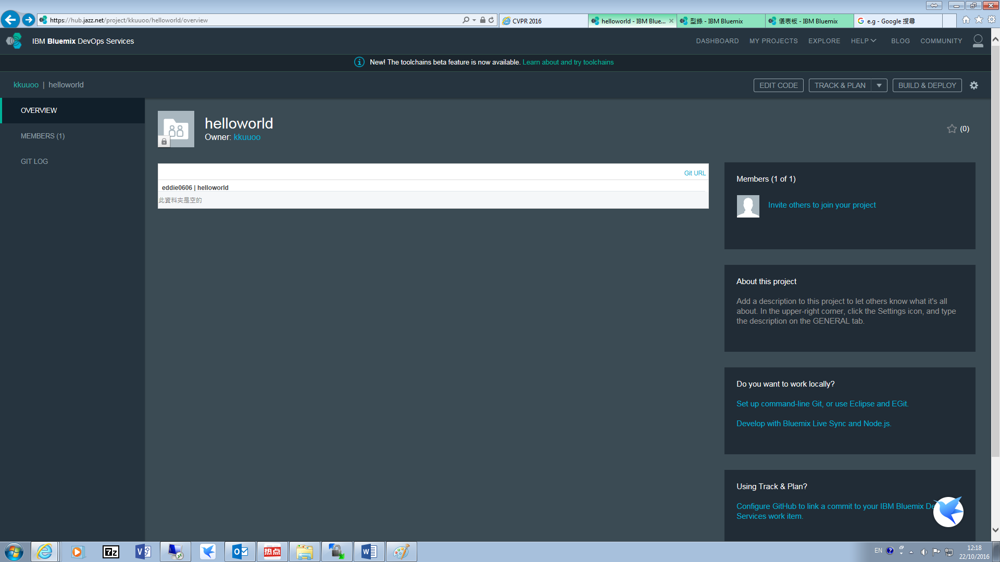 https://hub.jazz.net/project/kkuuoo/helloworld/overview
CVPR 2016
helloworld - IBM Blue...
型錄 - IBM Bluemix
儀表板 - IBM Bluemix
e.g - Google 搜尋
IBM Bluemix DevOps Services
DASHBOARD
MY PROJECTS
EXPLORE
HELP
BLOG
COMMUNITY
New! The toolchains beta feature is now available. Learn about and try toolchains
kkuuoo | helloworld
EDIT CODE
TRACK & PLAN
BUILD & DEPLOY
OVERVIEW
MEMBERS (1)
GIT LOG
helloworld
Owner: kkuuoo
(0)
Git URL
eddie0606 | helloworld
此資料夾是空的
Members (1 of 1)
Invite others to join your project
About this project
Add a description to this project to let others know what it's all
about. In the upper-right corner, click the Settings icon, and type
the description on the GENERAL tab.
Do you want to work locally?
Set up command-line Git, or use Eclipse and EGit.
Develop with Bluemix Live Sync and Node.js.
Using Track & Plan?
Configure GitHub to link a commit to your IBM Bluemix De
Services work item.
7z
热点
EN
12:18
22/10/2016